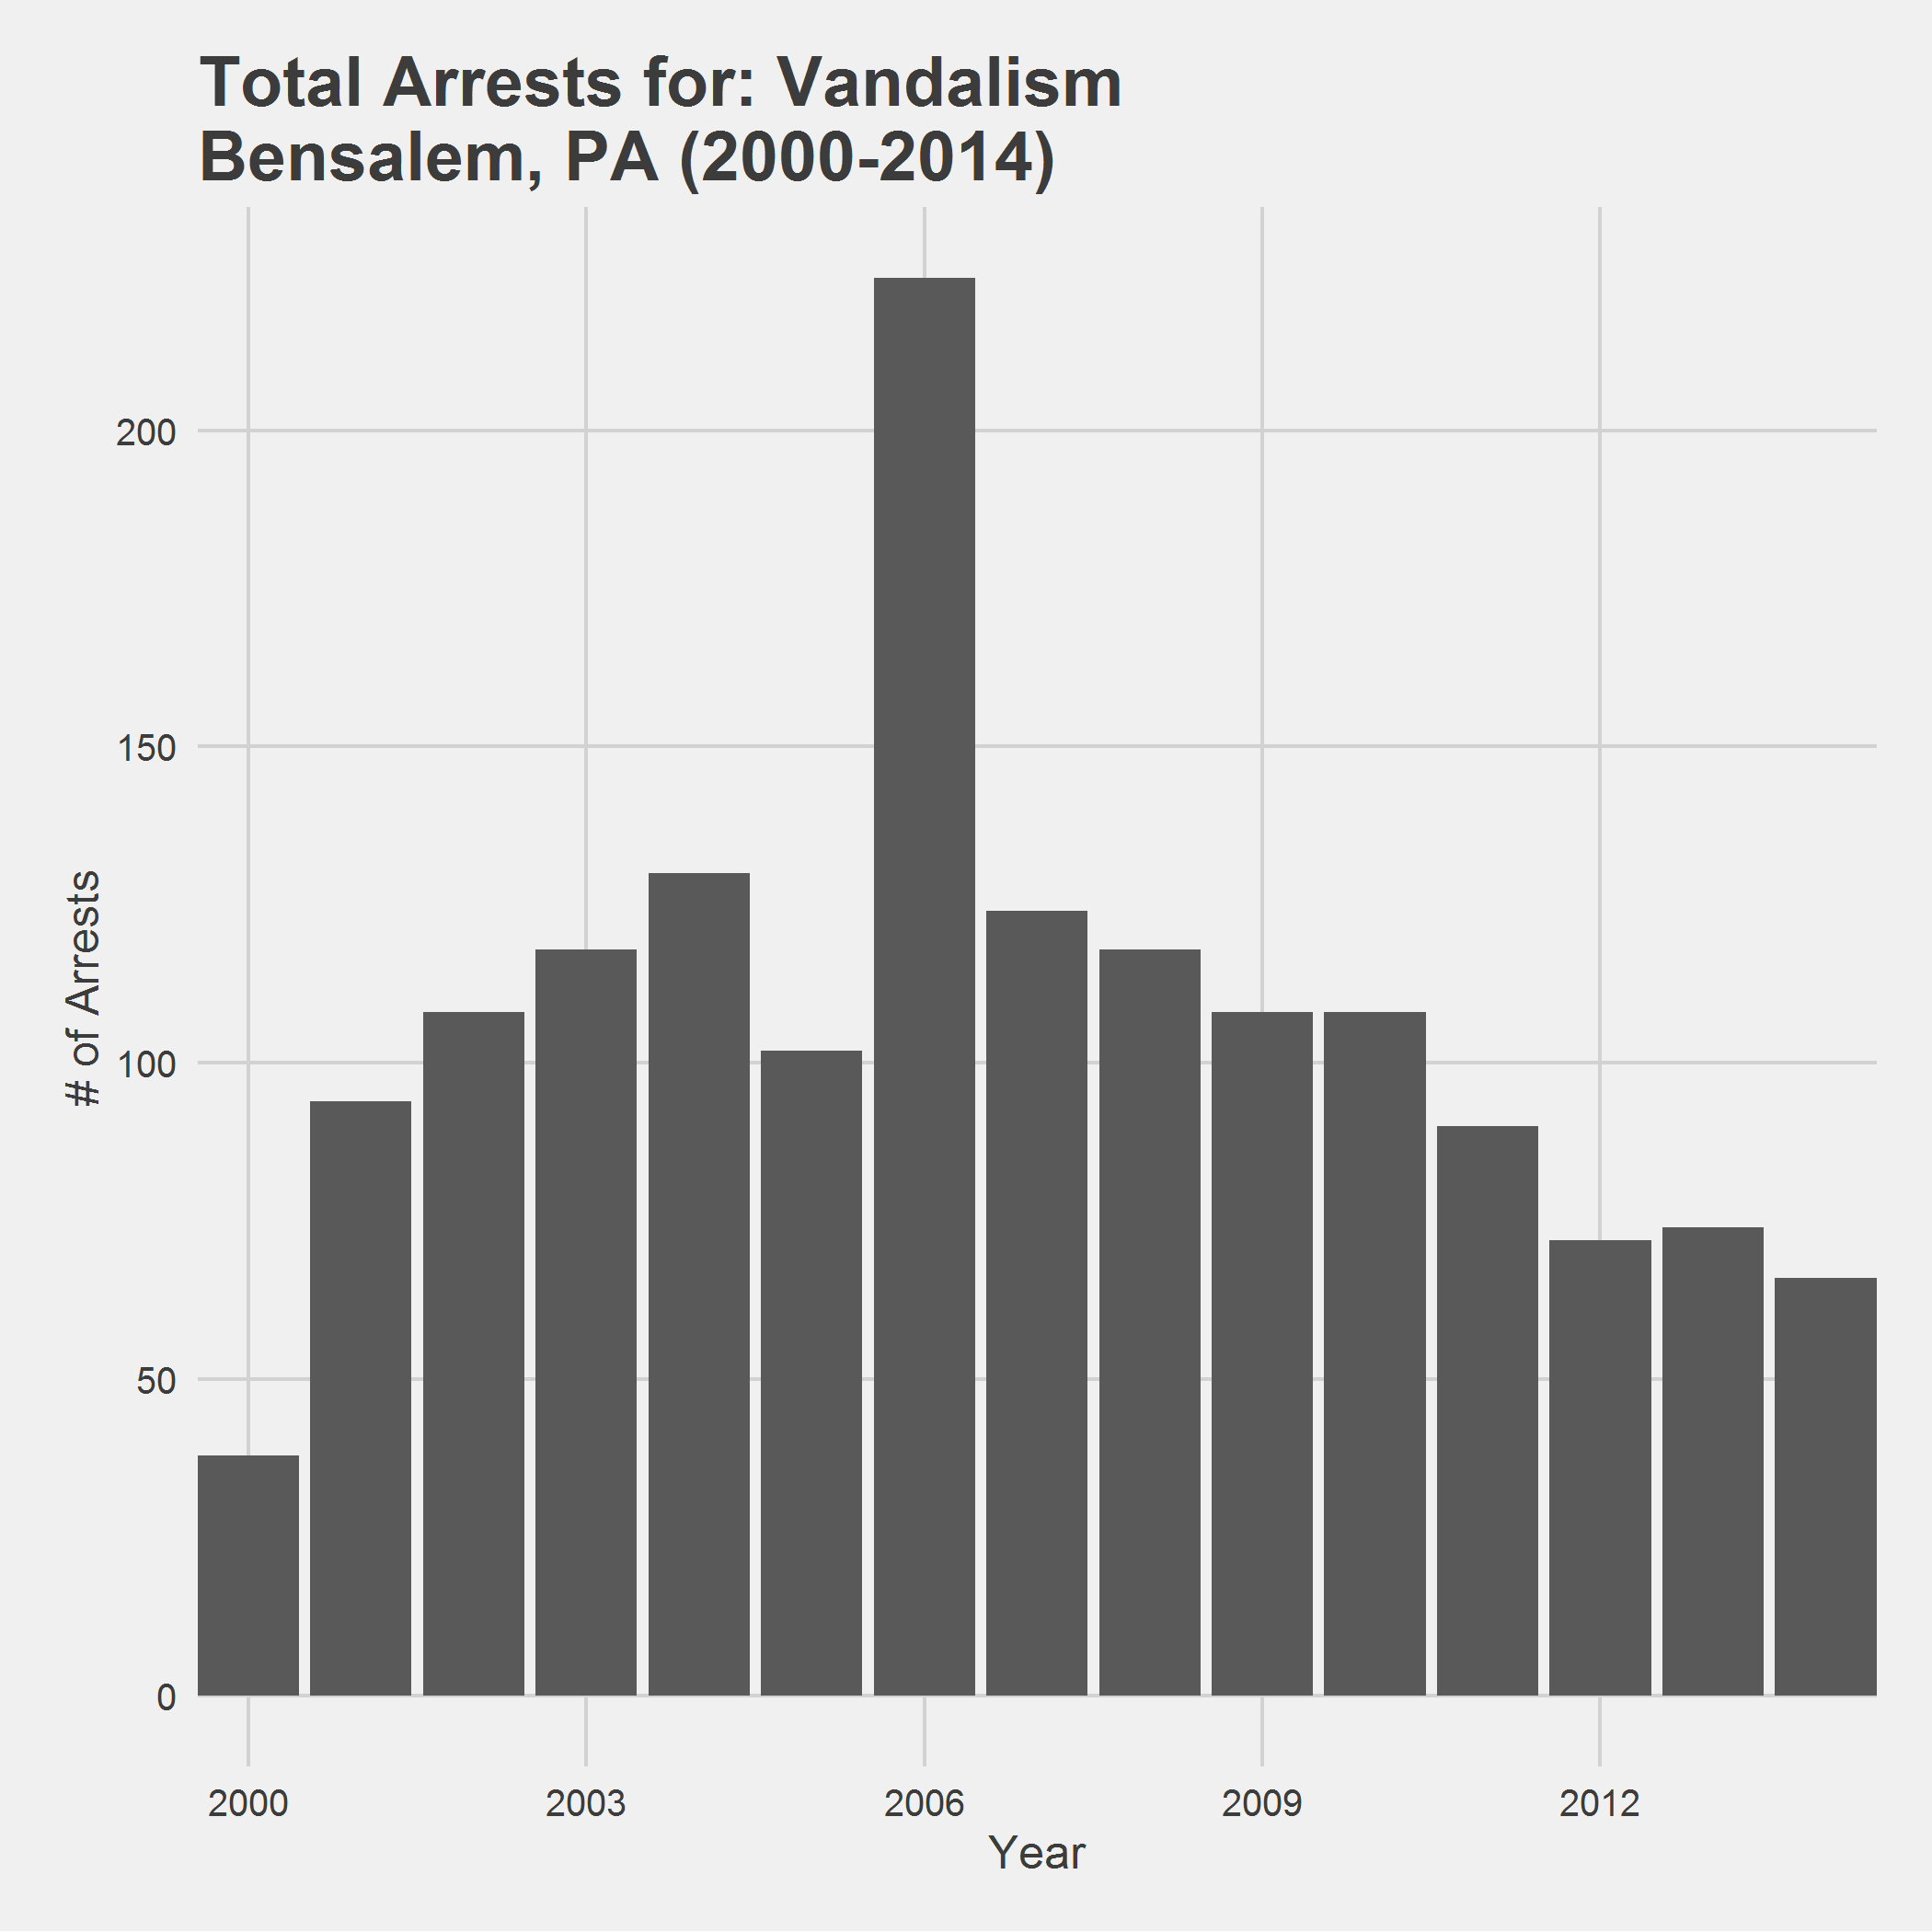 Total Arrests for: Vandalism
Bensalem, PA (2000-2014)
# of Arrests
200
150
100
50
0
2000 2003 2006 2009 2012
Year